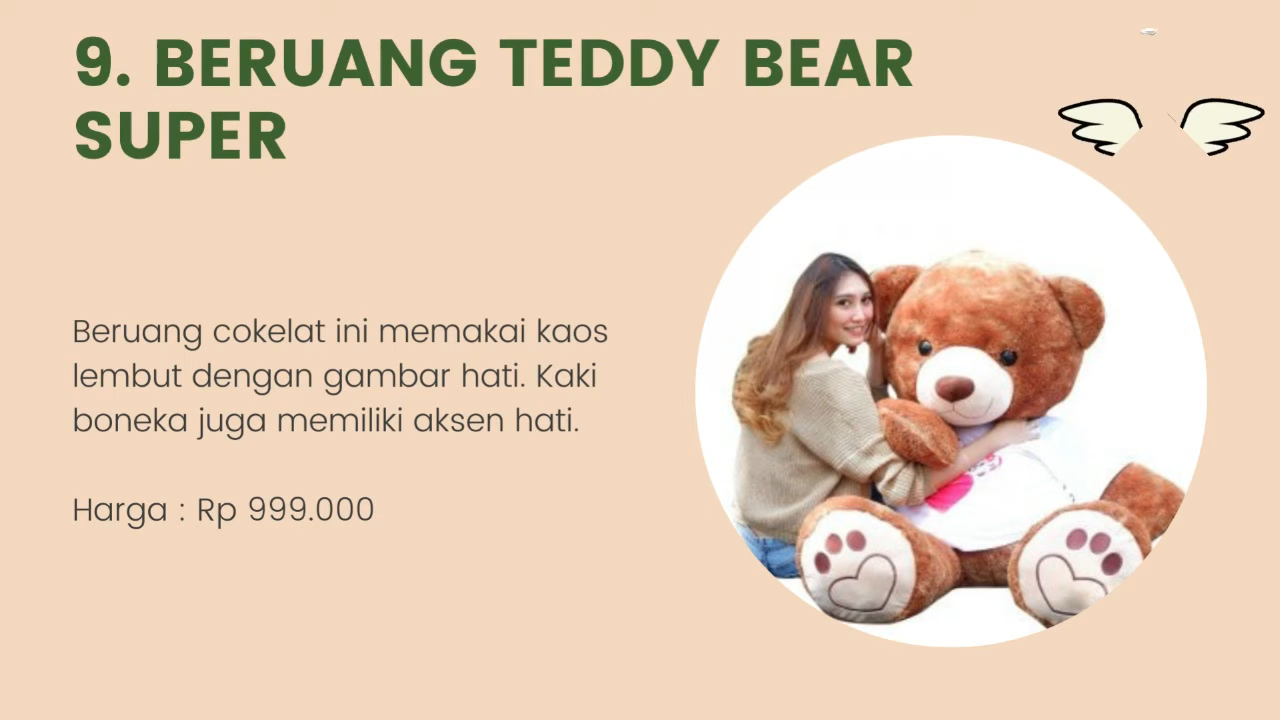 9. BERUANG TEDDY BEAR
SUPER
Beruang cokelat ini memakai kaos
lembut dengan gambar hati. Kaki
boneka juga memiliki aksen hati.
Harga : Rp 999.000